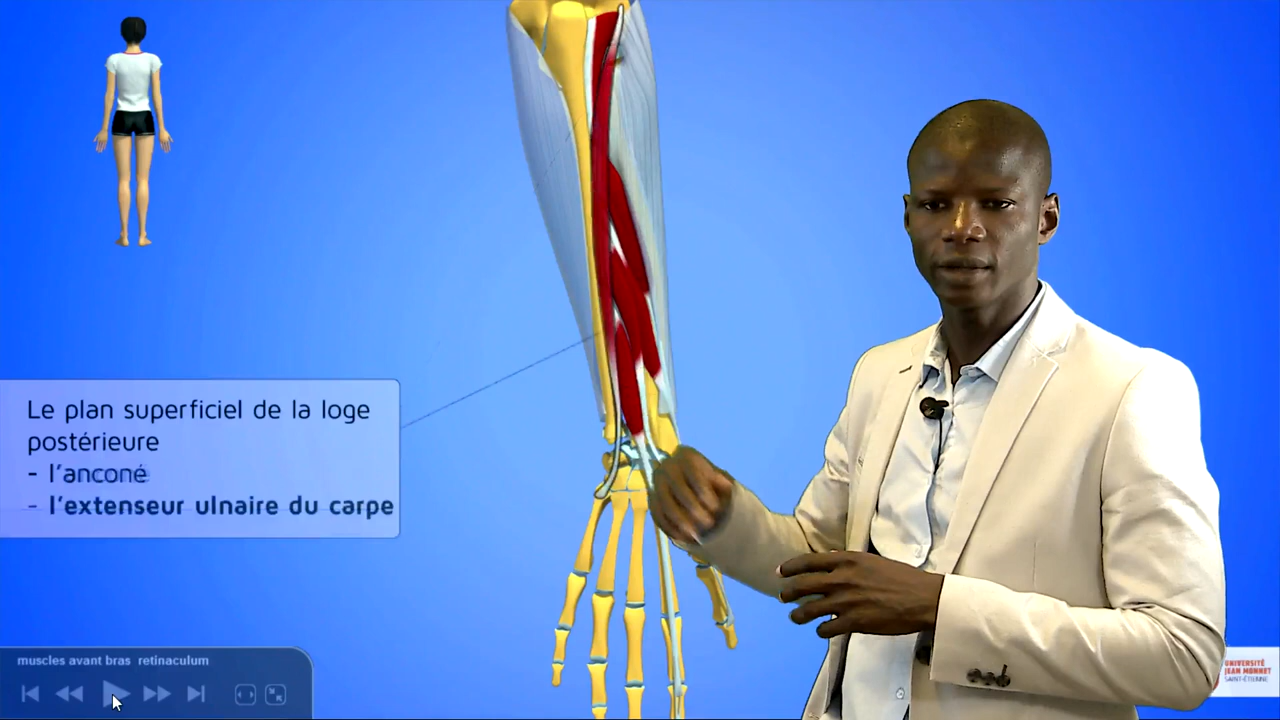 Le plan superficiel de la loge
postérieure
- l'anconé
- l'extenseur ulnaire du carpe
muscles avant bras retinaculum
UNIVERSITÉ
JEAN MONNET
SAINT-ÉTIENNE